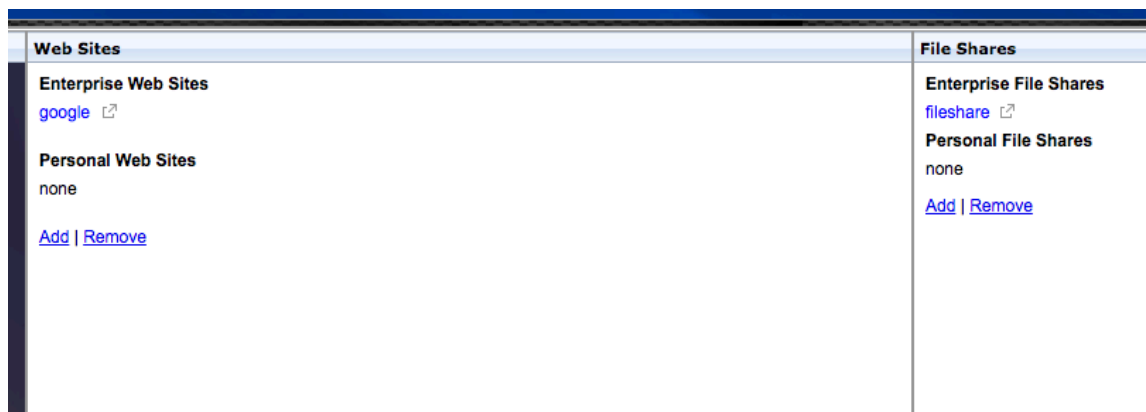 Web Sites
Enterprise Web Sites
google
Personal Web Sites
none
Add | Remove
File Shares
Enterprise File Shares
fileshare
Personal File Shares
none
Add | Remove